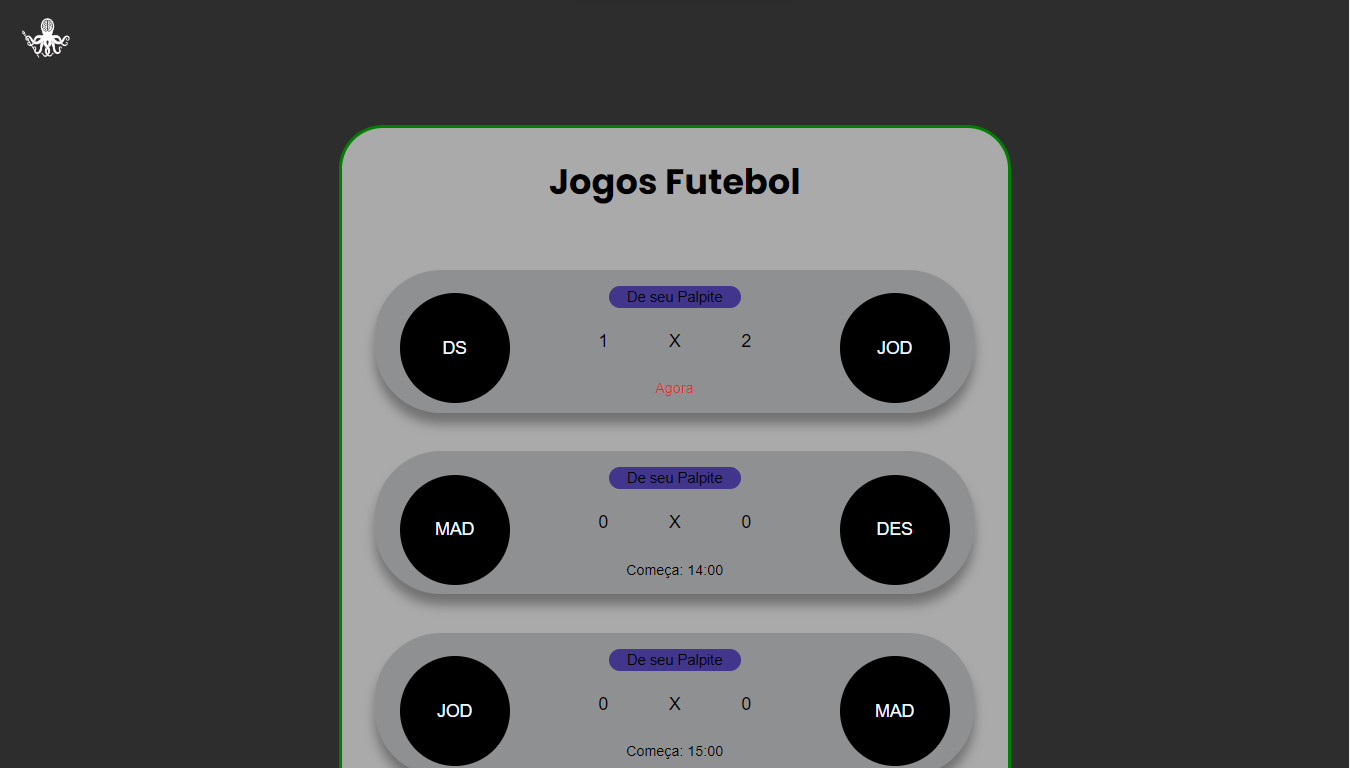 Jogos Futebol
De seu Palpite
DS
1 X 2
JOD
Agora
De seu Palpite
MAD
0 X 0
DES
Começa: 14:00
De seu Palpite
JOD
0 X 0
MAD
Começa: 15:00